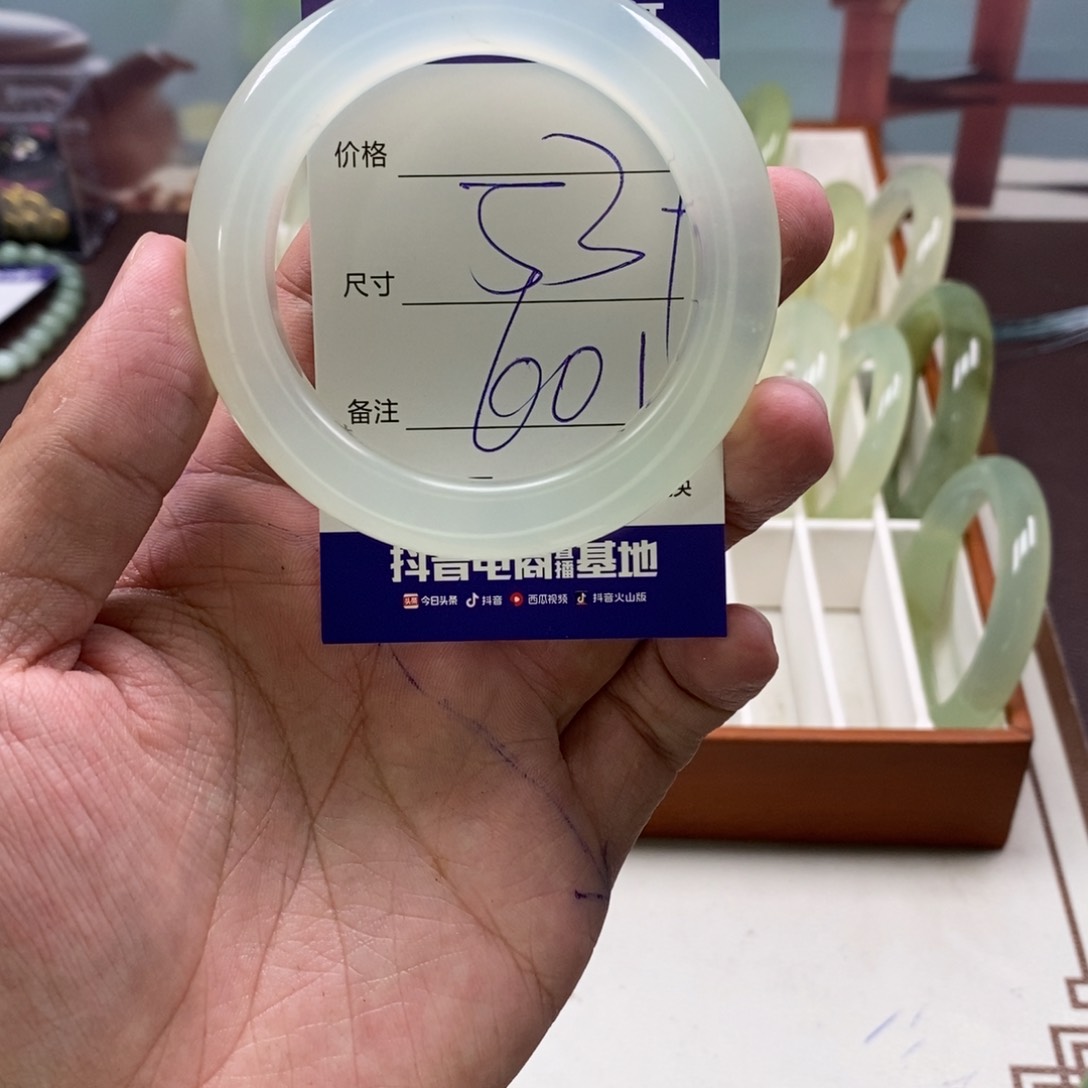 价格
53
尺寸
6001
备注
抖音电商直播基地
今日头条 抖音 西瓜视频 抖音火山版